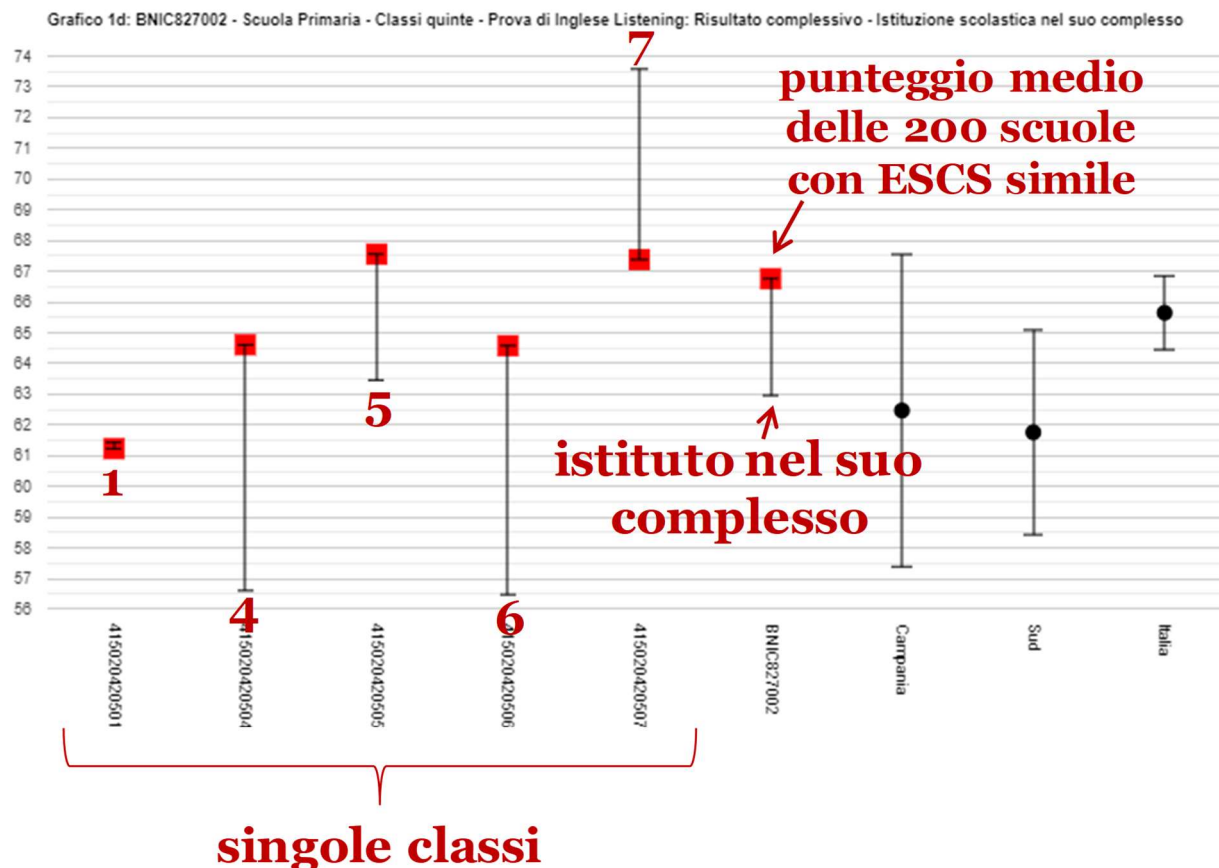 Grafico 1d: BNIC827002 - Scuola Primaria - Classi quinte - Prova di Inglese Listening: Risultato complessivo - Istituzione scolastica nel suo complesso
74
73
72
71
70
69
68
67
66
65
64
63
62
61
60
59
58
57
56
7
punteggio medio
delle 200 scuole
con ESCS simile
5
1
istituto nel suo
complesso
4
6
415020420501
415020420504
415020420505
415020420506
415020420507
BNIC827002
Campania
Sud
Italia
singole classi